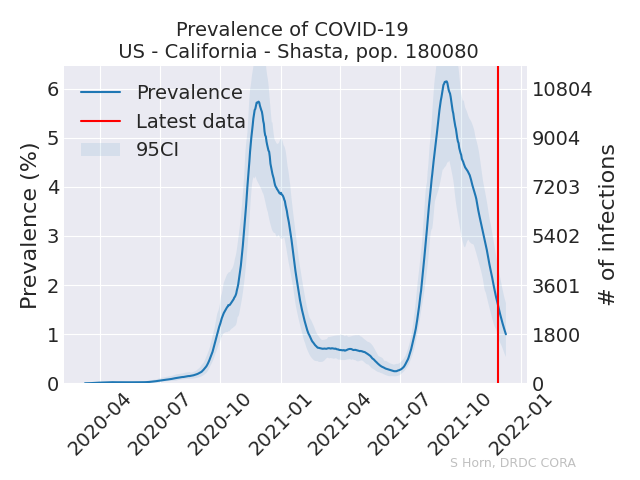 Prevalence of COVID-19
US - California - Shasta, pop. 180080
Prevalence
Latest data
95CI
Prevalence (%)
6
5
4
3
2
1
0
10804
9004
7203
5402
3601
1800
0
# of infections
2020-04
2020-07
2020-10
2021-01
2021-04
2021-07
2021-10
2022-01
S Horn, DRDC CORA